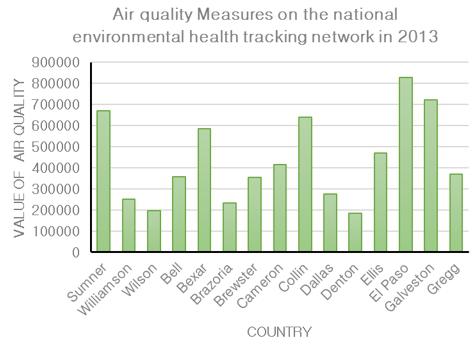 Air quality Measures on the national
environmental health tracking network in 2013
VALUE OF AIR QUALITY
900000
800000
700000
600000
500000
400000
300000
200000
100000
0
Sumner
Williamson
Wilson
Bell
Bexar
Brazoria
Brewster
Cameron
Collin
Dallas
Denton
Ellis
El Paso
Galveston
Gregg
COUNTRY